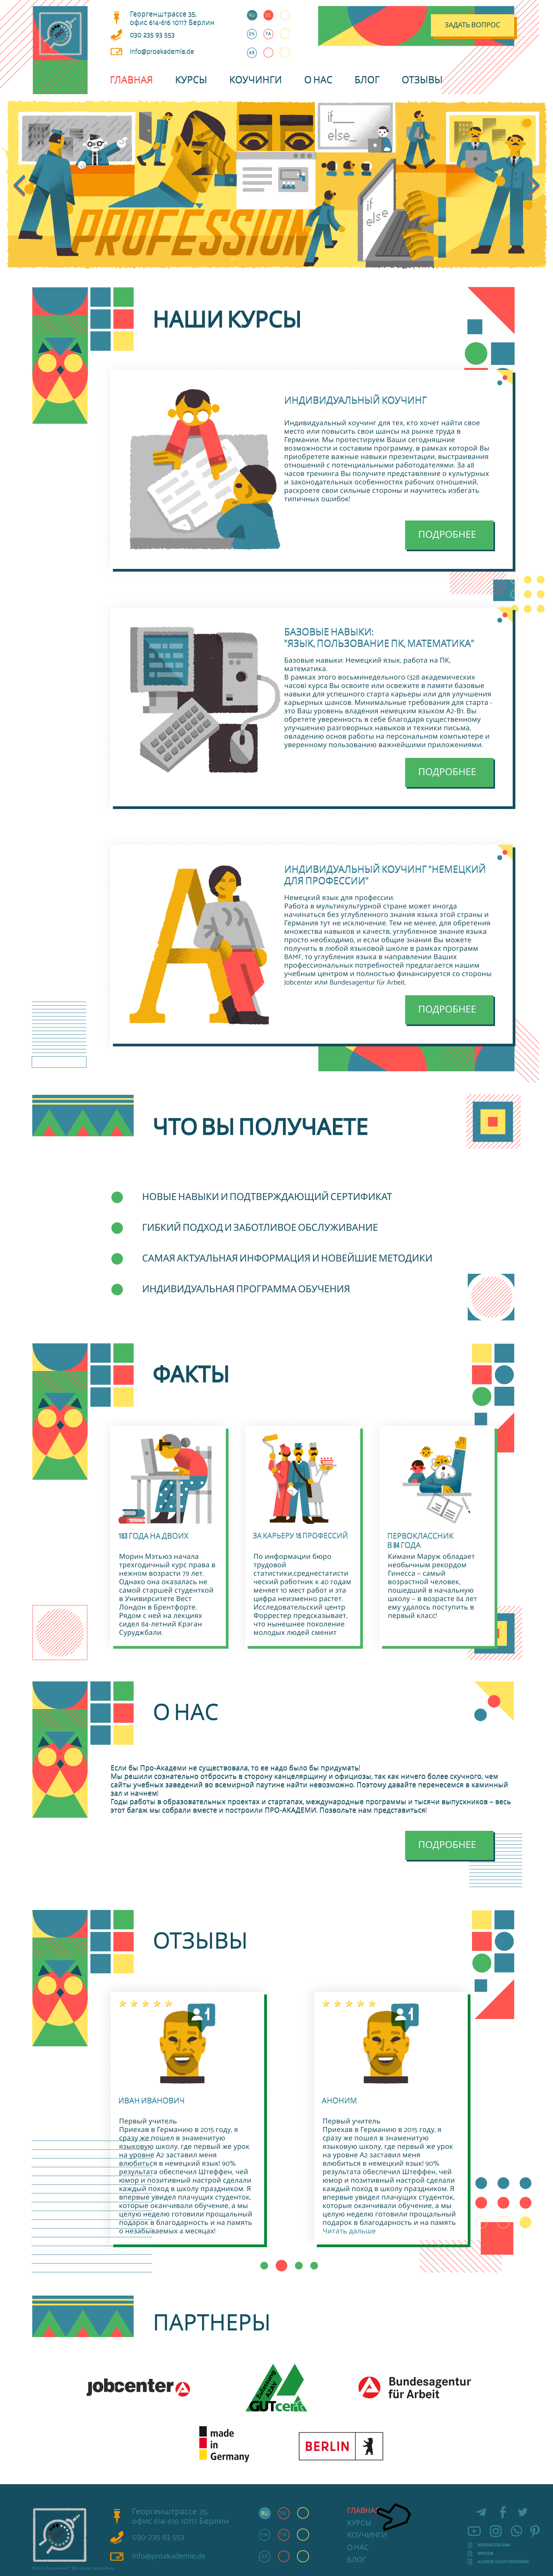 Георгенштрассе 35,
офис 614-616 10117 Берлин
030 235 93 553
info@proakademie.de
RU DE
EN FA
AR
ЗАДАТЬ ВОПРОС
ГЛАВНАЯ КУРСЫ КОУЧИНГИ О НАС БЛОГ ОТЗЫВЫ
if__
else_
if
else
PROFESSION
НАШИ КУРСЫ
ИНДИВИДУАЛЬНЫЙ КОУЧИНГ
Индивидуальный коучинг для тех, кто хочет найти свое
место или повысить свои шансы на рынке труда в
Германии. Мы протестируем Ваши сегодняшние
возможности и составим программу, в рамках которой Вы
приобретете важные навыки презентации, выстраивания
отношений с потенциальными работодателями. За 48
часов тренинга Вы получите представление о культурных
и законодательных особенностях рабочих отношений,
раскроете свои сильные стороны и научитесь избегать
типичных ошибок!
ПОДРОБНЕЕ
БАЗОВЫЕ НАВЫКИ:
"ЯЗЫК, ПОЛЬЗОВАНИЕ ПК, МАТЕМАТИКА"
Базовые навыки: Немецкий язык, работа на ПК,
математика.
В рамках этого восьминедельного (328 академических
часов) курса Вы освоите или освежите в памяти базовые
навыки для успешного старта карьеры или для улучшения
карьерных шансов. Минимальные требования для старта -
это Ваш уровень владения немецким языком А2-В1. Вы
обретете уверенность в себе благодаря существенному
улучшению разговорных навыков и техники письма,
овладению основ работы на персональном компьютере и
уверенному пользованию важнейшими приложениями.
ПОДРОБНЕЕ
ИНДИВИДУАЛЬНЫЙ КОУЧИНГ "НЕМЕЦКИЙ
ДЛЯ ПРОФЕССИИ"
Немецкий язык для профессии.
Работа в мультикультурной стране может иногда
начинаться без углубленного знания языка этой страны и
Германия тут не исключение. Тем не менее, для обретения
множества навыков и качеств, углубленное знание языка
просто необходимо, и если общие знания Вы можете
получить в любой языковой школе в рамках программ
BAMF, то углубления языка в направлении Ваших
профессиональных потребностей предлагается нашим
учебным центром и полностью финансируется со стороны
Jobcenter или Bundesagentur für Arbeit.
ПОДРОБНЕЕ
ЧТО ВЫ ПОЛУЧАЕТЕ
НОВЫЕ НАВЫКИ И ПОДТВЕРЖДАЮЩИЙ СЕРТИФИКАТ
ГИБКИЙ ПОДХОД И ЗАБОТЛИВОЕ ОБСЛУЖИВАНИЕ
САМАЯ АКТУАЛЬНАЯ ИНФОРМАЦИЯ И НОВЕЙШИЕ МЕТОДИКИ
ИНДИВИДУАЛЬНАЯ ПРОГРАММА ОБУЧЕНИЯ
ФАКТЫ
163 ГОДА НА ДВОИХ
Морин Мэтьюз начала
трехгодичный курс права в
нежном возрасти 79 лет.
Однако она оказалась не
самой старшей студенткой
в Университете Вест
Лондон в Брентфорте.
Рядом с ней на лекциях
сидел 84-летний Крэган
Суруджбали.
ЗА КАРЬЕРУ 15 ПРОФЕССИЙ
По информации бюро
трудовой
статистики,среднестатисти
ческий работник к 40 годам
меняет 10 мест работ и эта
цифра неизменно растет.
Исследовательский центр
Форрестер предсказывает,
что нынешнее поколение
молодых людей сменит
ПЕРВОКЛАССНИК
В 84 ГОДА
Кимани Маруж обладает
необычным рекордом
Гинесса – самый
возрастной человек,
пошедший в начальную
школу – в возрасте 84 лет
ему удалось поступить в
первый класс!
О НАС
Если бы Про-Академи не существовала, то ее надо было бы придумать!
Мы решили сознательно отбросить в сторону канцелярщину и официозы, так как ничего более скучного, чем
сайты учебных заведений во всемирной паутине найти невозможно. Поэтому давайте перенесемся в каминный
зал и начнем!
Годы работы в образовательных проектах и стартапах, международные программы и тысячи выпускников – весь
этот багаж мы собрали вместе и построили ПРО-АКАДЕМИ. Позвольте нам представиться!
ПОДРОБНЕЕ
ОТЗЫВЫ
1
ИВАН ИВАНОВИЧ
Первый учитель
Приехав в Германию в 2015 году, я
сразу же пошел в знаменитую
языковую школу, где первый же урок
на уровне А2 заставил меня
влюбиться в немецкий язык! 90%
результата обеспечил Штеффен, чей
юмор и позитивный настрой сделали
каждый поход в школу праздником. Я
впервые увидел плачущих студенток,
которые оканчивали обучение, а мы
целую неделю готовили прощальный
подарок в благодарность и на память
о незабываемых 4 месяцах!
1
АНОНИМ
Первый учитель
Приехав в Германию в 2015 году, я
сразу же пошел в знаменитую
языковую школу, где первый же урок
на уровне А2 заставил меня
влюбиться в немецкий язык! 90%
результата обеспечил Штеффен, чей
юмор и позитивный настрой сделали
каждый поход в школу праздником. Я
впервые увидел плачущих студенток,
которые оканчивали обучение, а мы
целую неделю готовили прощальный
подарок в благодарность и на память
Читать дальше
ПАРТНЕРЫ
jobcenter
Zulassung
AZAV
GUTcert
Bundesagentur
für Arbeit
made
in
Germany
BERLIN
Георгенштрассе 35,
офис 614-616 10117 Берлин
030-235 93 553
info@proakademie.de
RU DE
EN FA
AR
ГЛАВНАЯ
КУРСЫ
КОУЧИНГИ
О НАС
БЛОГ